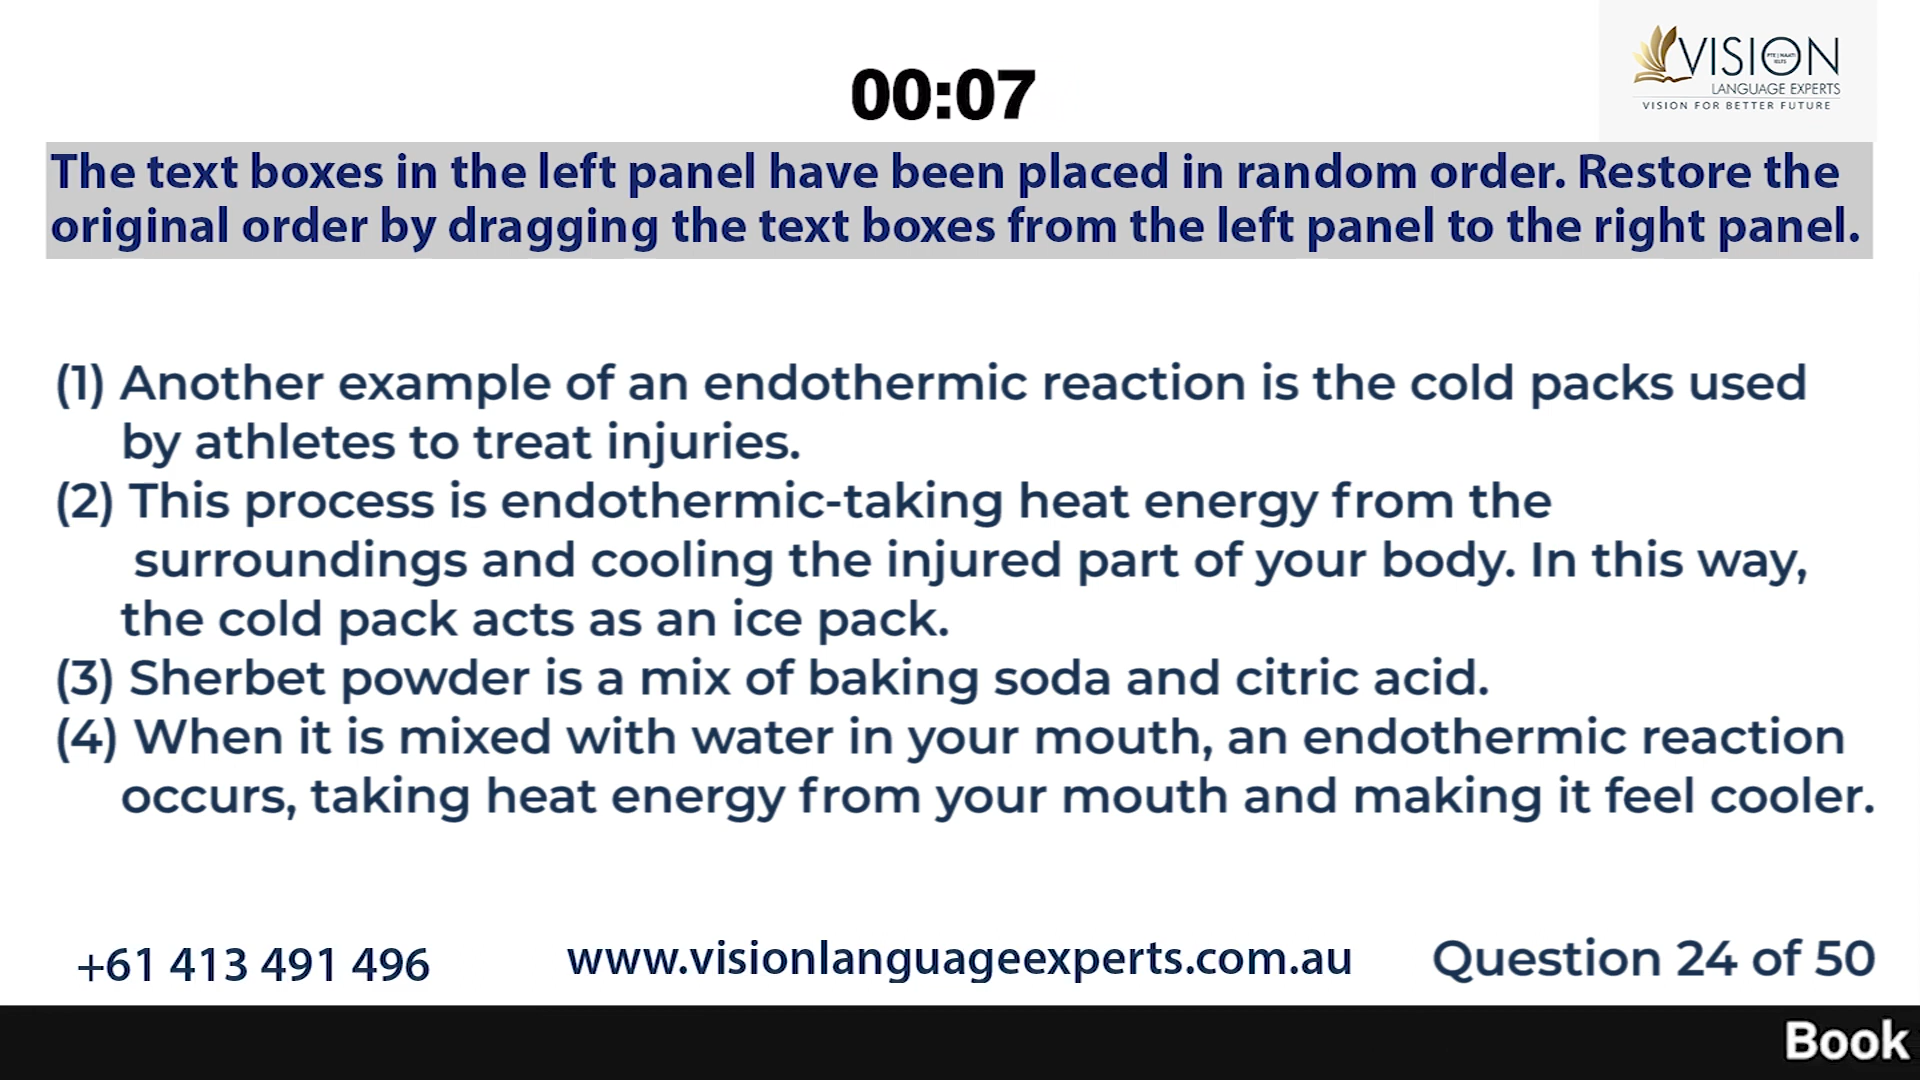 VISION
PTE | NAATI
IELTS
LANGUAGE EXPERTS
VISION FOR BETTER FUTURE
00:07
The text boxes in the left panel have been placed in random order. Restore the
original order by dragging the text boxes from the left panel to the right panel.
(1) Another example of an endothermic reaction is the cold packs used
by athletes to treat injuries.
(2) This process is endothermic-taking heat energy from the
surroundings and cooling the injured part of your body. In this way,
the cold pack acts as an ice pack.
(3) Sherbet powder is a mix of baking soda and citric acid.
(4) When it is mixed with water in your mouth, an endothermic reaction
occurs, taking heat energy from your mouth and making it feel cooler.
+61 413 491 496
www.visionlanguageexperts.com.au
Question 24 of 50
Book